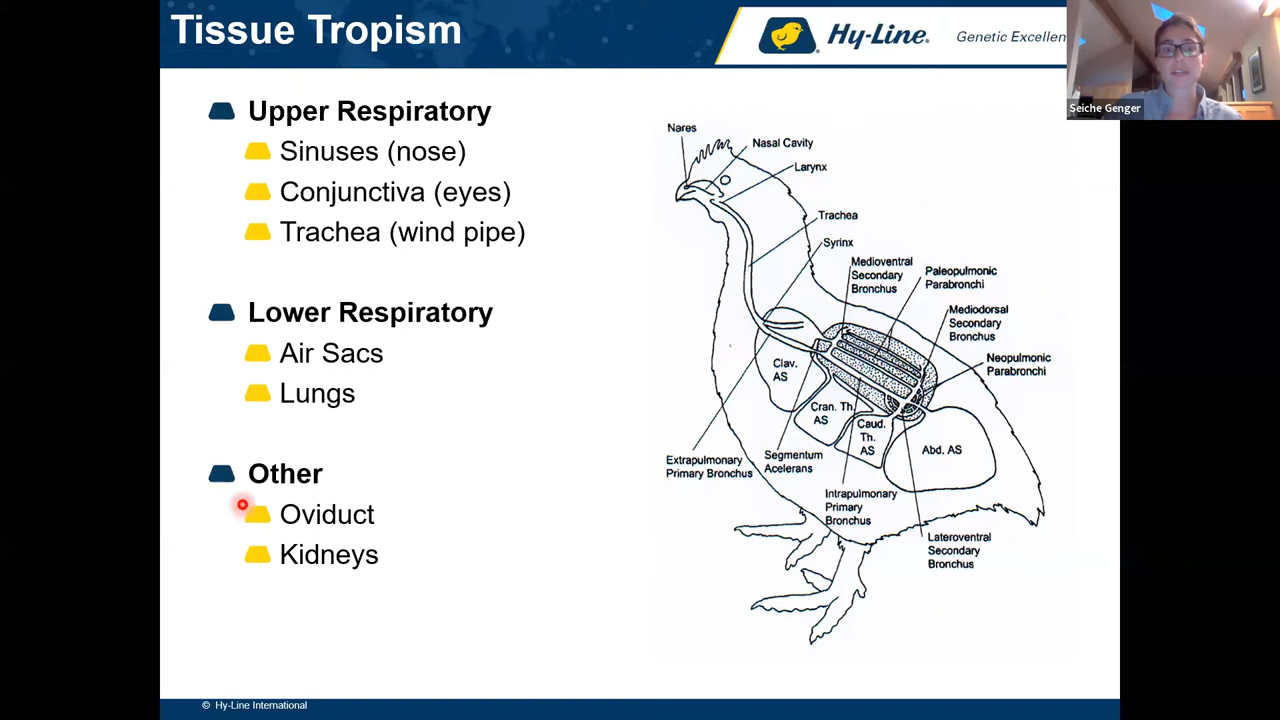 Tissue Tropism
Hy-Line
Genetic Excellen
Seiche Genger
Upper Respiratory
Sinuses (nose)
Conjunctiva (eyes)
Trachea (wind pipe)
Lower Respiratory
Air Sacs
Lungs
Other
Oviduct
Kidneys
Nares
Nasal Cavity
Larynx
Trachea
Syrinx
Medioventral
Secondary
Bronchus
Paleopulmonic
Parabronchi
Mediodorsal
Secondary
Bronchus
Neopulmonic
Parabronchi
Clav.
AS
Cran. Th.
AS
Caud.
Th.
AS
Abd. AS
Extrapulmonary
Primary Bronchus
Segmentum
Acelerans
Intrapulmonary
Primary
Bronchus
Lateroventral
Secondary
Bronchus
© Hy-Line International